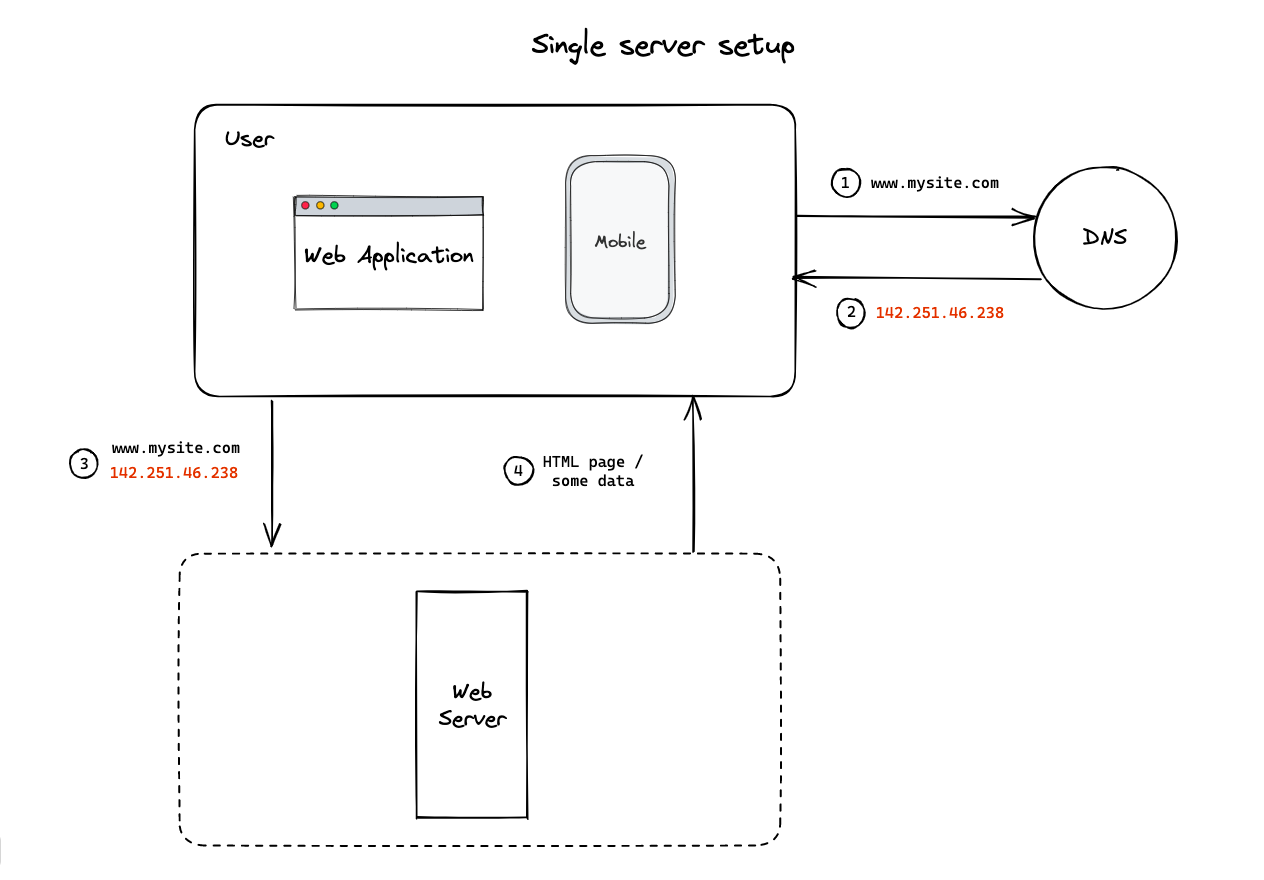 Single server setup
User
Web Application
Mobile
1 www.mysite.com
DNS
2 142.251.46.238
3 www.mysite.com
142.251.46.238
4 HTML page /
some data
Web
Server